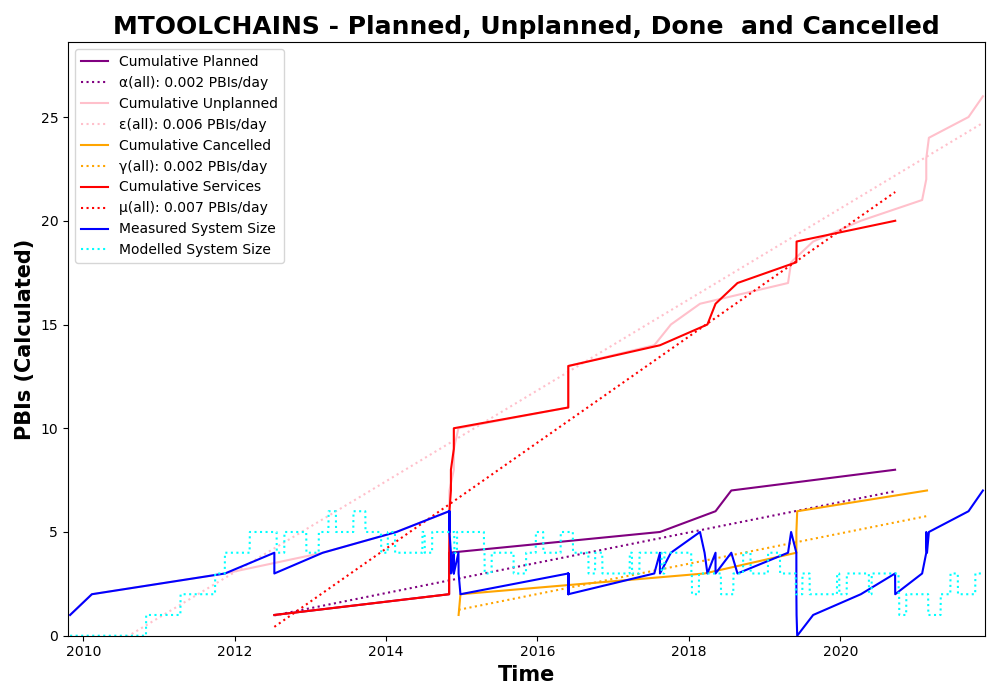 MTOOLCHAINS - Planned, Unplanned, Done  and Cancelled
Cumulative Planned
α(all): 0.002 PBIs/day
Cumulative Unplanned
ε(all): 0.006 PBIs/day
Cumulative Cancelled
γ(all): 0.002 PBIs/day
Cumulative Services
μ(all): 0.007 PBIs/day
Measured System Size
Modelled System Size
PBIs (Calculated)
25
20
15
10
5
0
2010 2012 2014 2016 2018 2020
Time